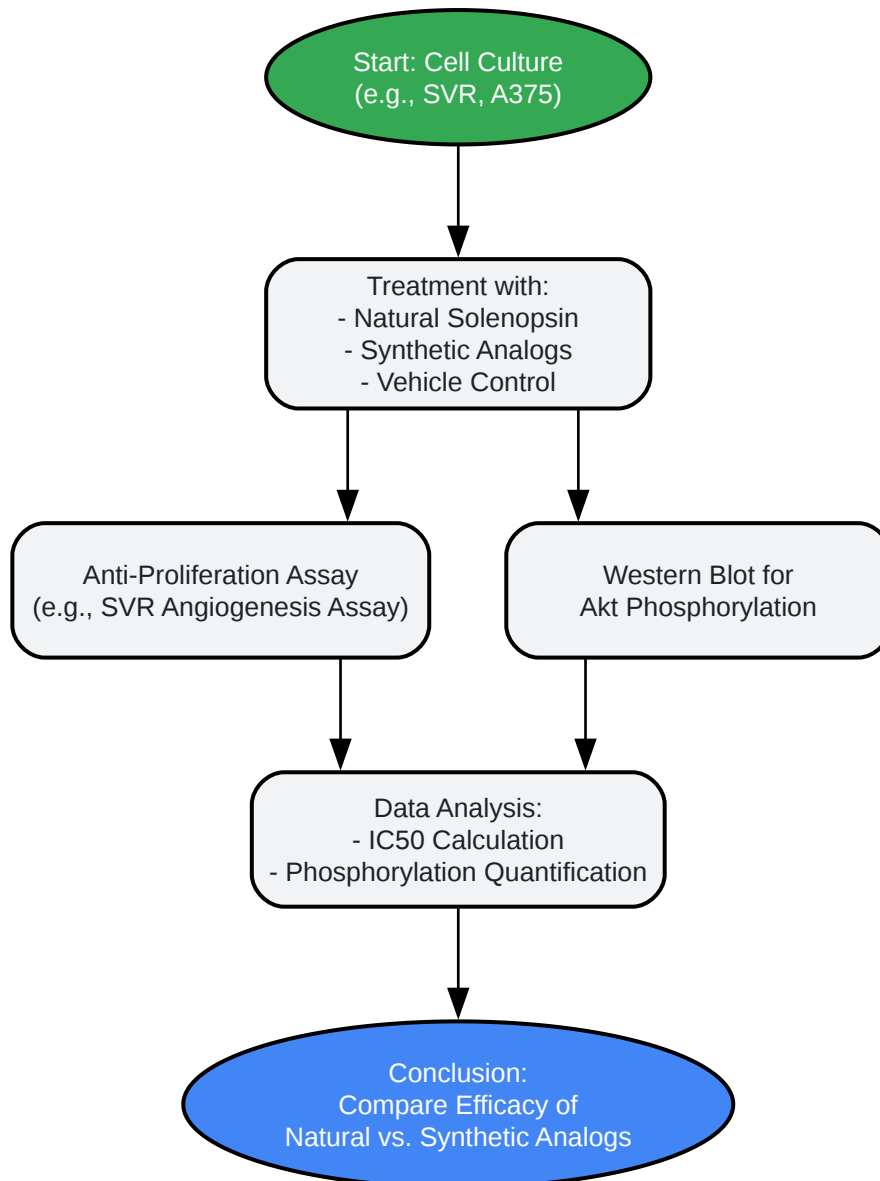 Start: Cell Culture
(e.g., SVR, A375)
Treatment with:
- Natural Solenopsin
- Synthetic Analogs
- Vehicle Control
Anti-Proliferation Assay
(e.g., SVR Angiogenesis Assay)
Western Blot for
Akt Phosphorylation
Data Analysis:
- IC50 Calculation
- Phosphorylation Quantification
Conclusion:
Compare Efficacy of
Natural vs. Synthetic Analogs